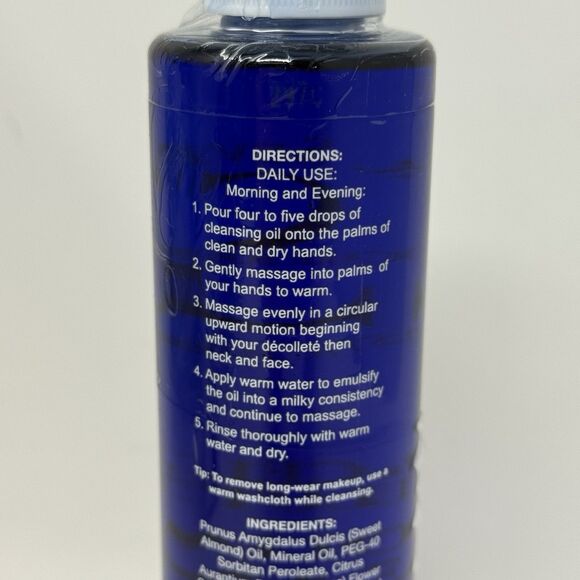 DIRECTIONS:
DAILY USE:
Morning and Evening:
1. Pour four to five drops of
cleansing oil onto the palms of
clean and dry hands.
2. Gently massage into palms of
your hands to warm.
3. Massage evenly in a circular
upward motion beginning
with your décolleté then
neck and face.
4. Apply warm water to emulsify
the oil into a milky consistency
and continue to massage.
5. Rinse thoroughly with warm
water and dry.
Tip: To remove long-wear makeup, use a
warm washcloth while cleansing.
INGREDIENTS:
Prunus Amygdalus Dulcis (Sweet
Almond) Oil, Mineral Oil, PEG-40
Sorbitan Peroleate, Citrus
Flower